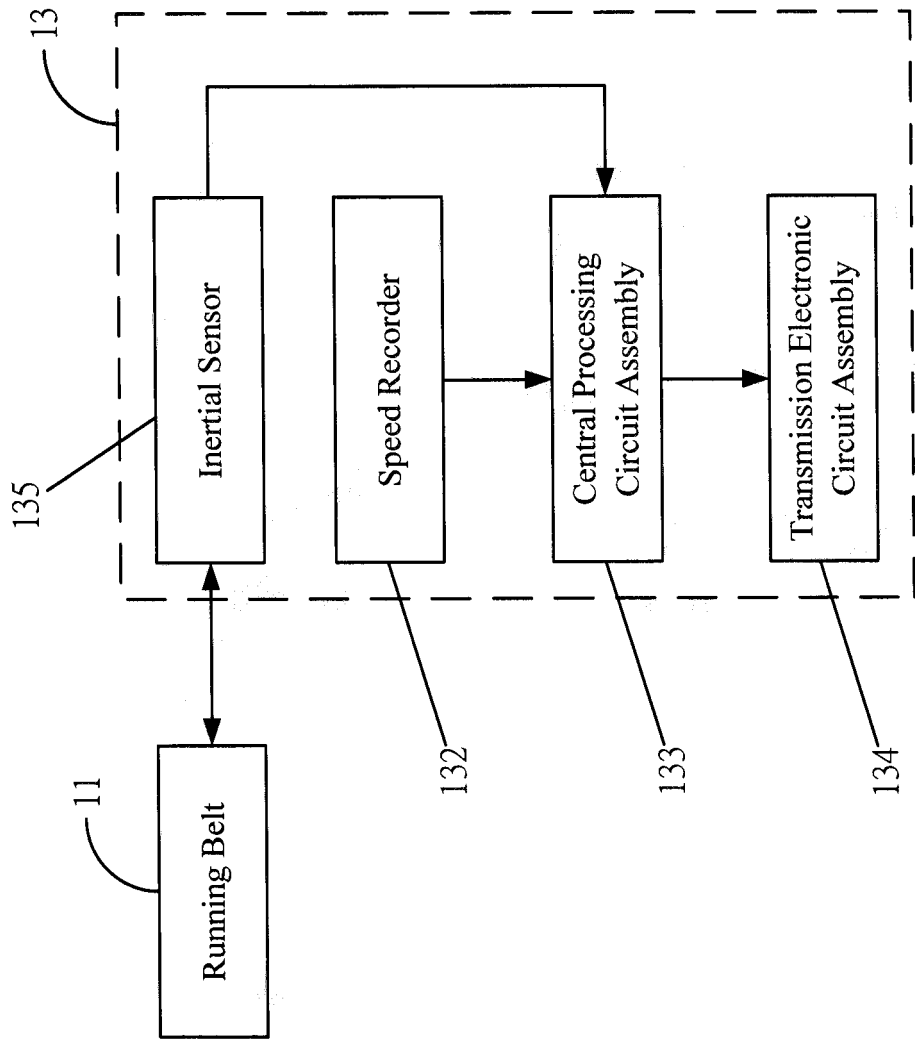 13
135
Inertial Sensor
Speed Recorder
132
Central Processing
Circuit Assembly
133
Transmission Electronic
Circuit Assembly
134
11
Running Belt